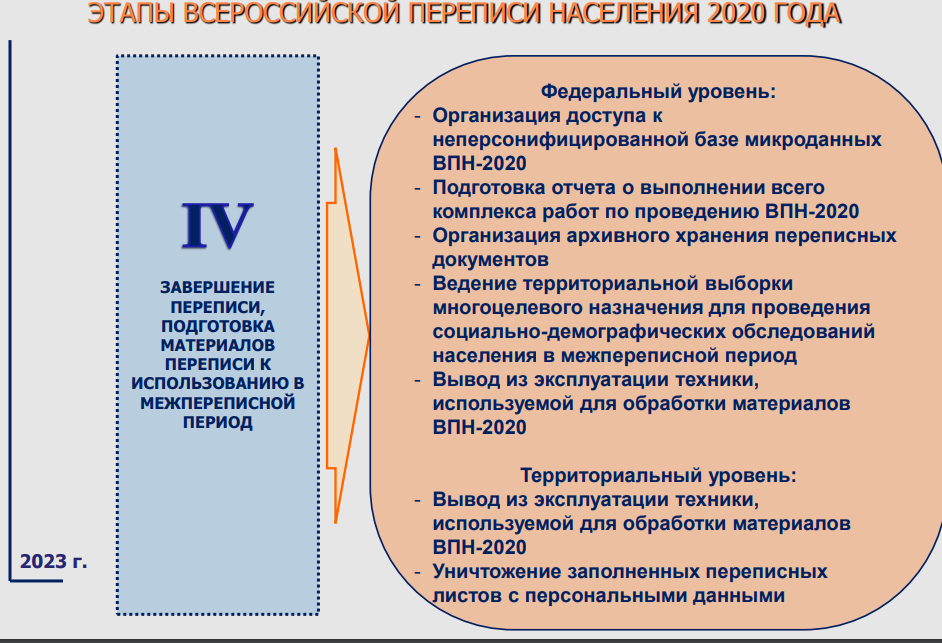 ЭТАПЫ ВСЕРОССИЙСКОЙ ПЕРЕПИСИ НАСЕЛЕНИЯ 2020 ГОДА
IV
ЗАВЕРШЕНИЕ
ПЕРЕПИСИ,
ПОДГОТОВКА
МАТЕРИАЛОВ
ПЕРЕПИСИ К
ИСПОЛЬЗОВАНИЮ В
МЕЖПЕРЕПИСНОЙ
ПЕРИОД
2023 г.
Федеральный уровень:
- Организация доступа к
неперсонифицированной базе микроданных
ВПН-2020
- Подготовка отчета о выполнении всего
комплекса работ по проведению ВПН-2020
- Организация архивного хранения переписных
документов
- Ведение территориальной выборки
многоцелевого назначения для проведения
социально-демографических обследований
населения в межпереписной период
- Вывод из эксплуатации техники,
используемой для обработки материалов
ВПН-2020
Территориальный уровень:
- Вывод из эксплуатации техники,
используемой для обработки материалов
ВПН-2020
- Уничтожение заполненных переписных
листов с персональными данными